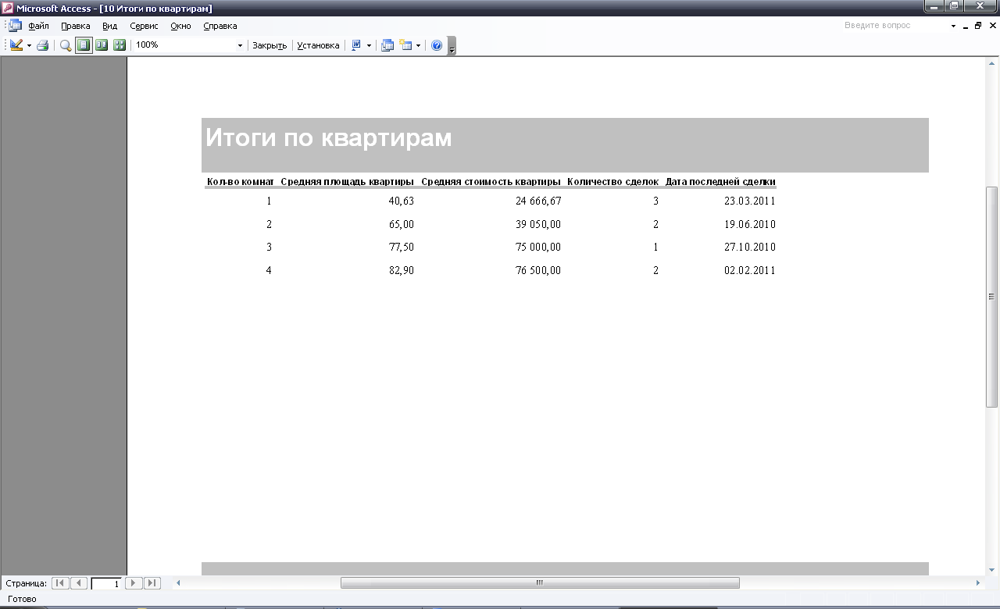 Microsoft Access - [10 Итоги по квартирам]
Файл Правка Вид Сервис Окно Справка Введите вопрос
100% Закрыть Установка
Итоги по квартирам
Кол-во комнат Средняя площадь квартиры Средняя стоимость квартиры Количество сделок Дата последней сделки
1 40,63 24 666,67 3 23.03.2011
2 65,00 39 050,00 2 19.06.2010
3 77,50 75 000,00 1 27.10.2010
4 82,90 76 500,00 2 02.02.2011
Страница: 1
Готово